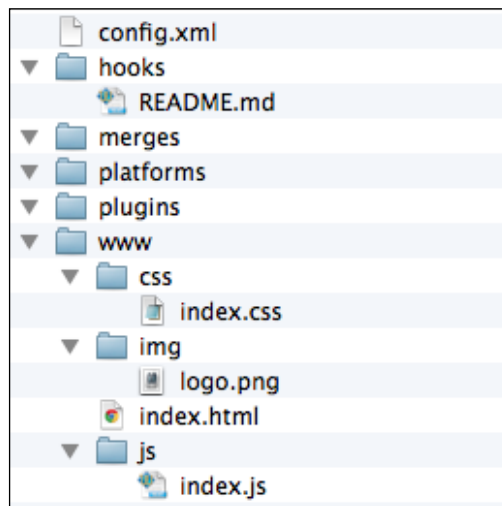 config.xml
hooks
README.md
merges
platforms
plugins
www
css
index.css
img
logo.png
index.html
js
index.js